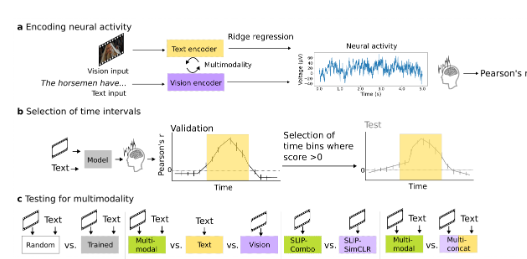 a Encoding neural activity
Ridge regression
Text encoder
Neural activity
Multimodality
Vision input
The horsemen have...
Text input
Vision encoder
Voltage (µV)
Time (s)
Pearson's r
b Selection of time intervals
Validation
Selection
of time bins where
score >0
Test
Text
Model
Pearson's r
0
0
Time
Time
c Testing for multimodality
Text Text Text Text Text Text Text
Random vs. Trained
Multi-
modal vs. Text vs. Vision
SLIP-
Combo vs. SLIP-
SimCLR
Multi-
modal vs. Multi-
concat